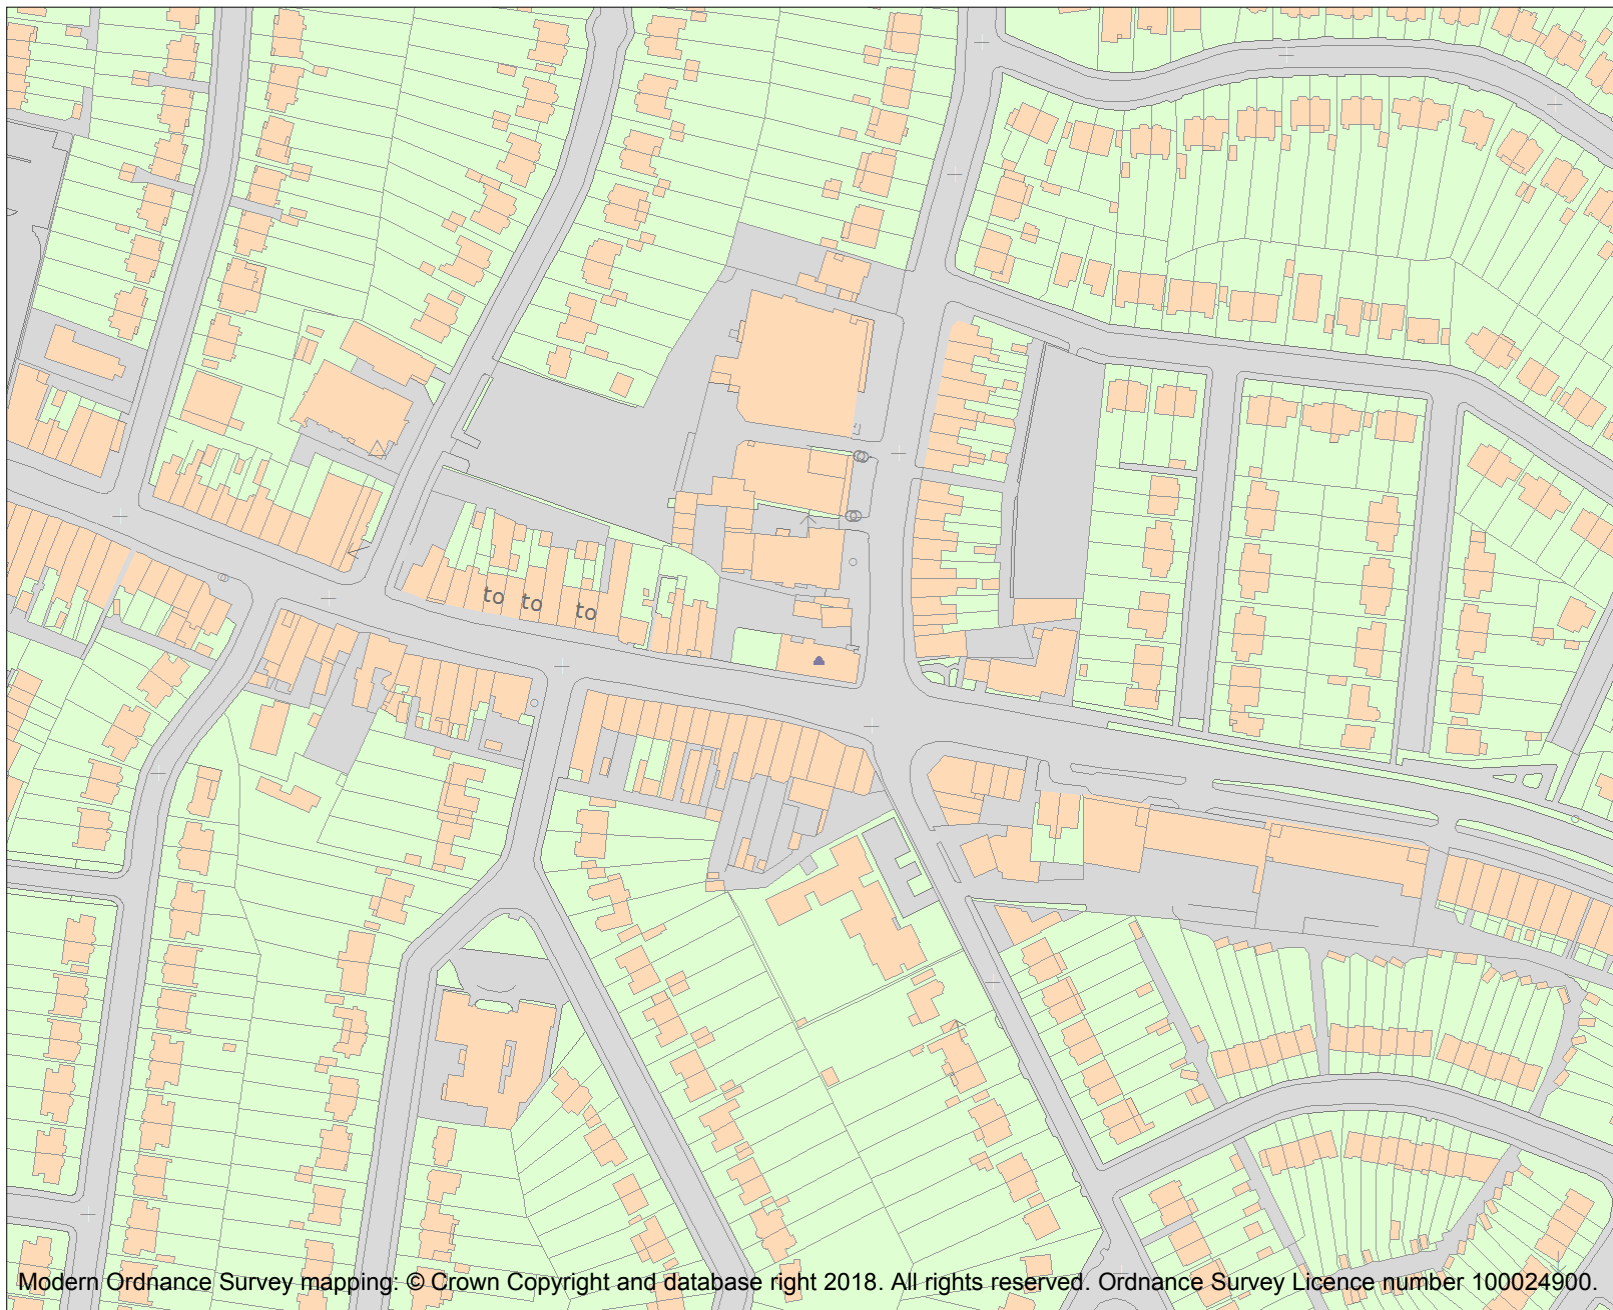 to to to
Modern Ordnance Survey mapping: © Crown Copyright and database right 2018. All rights reserved. Ordnance Survey Licence number 100024900.